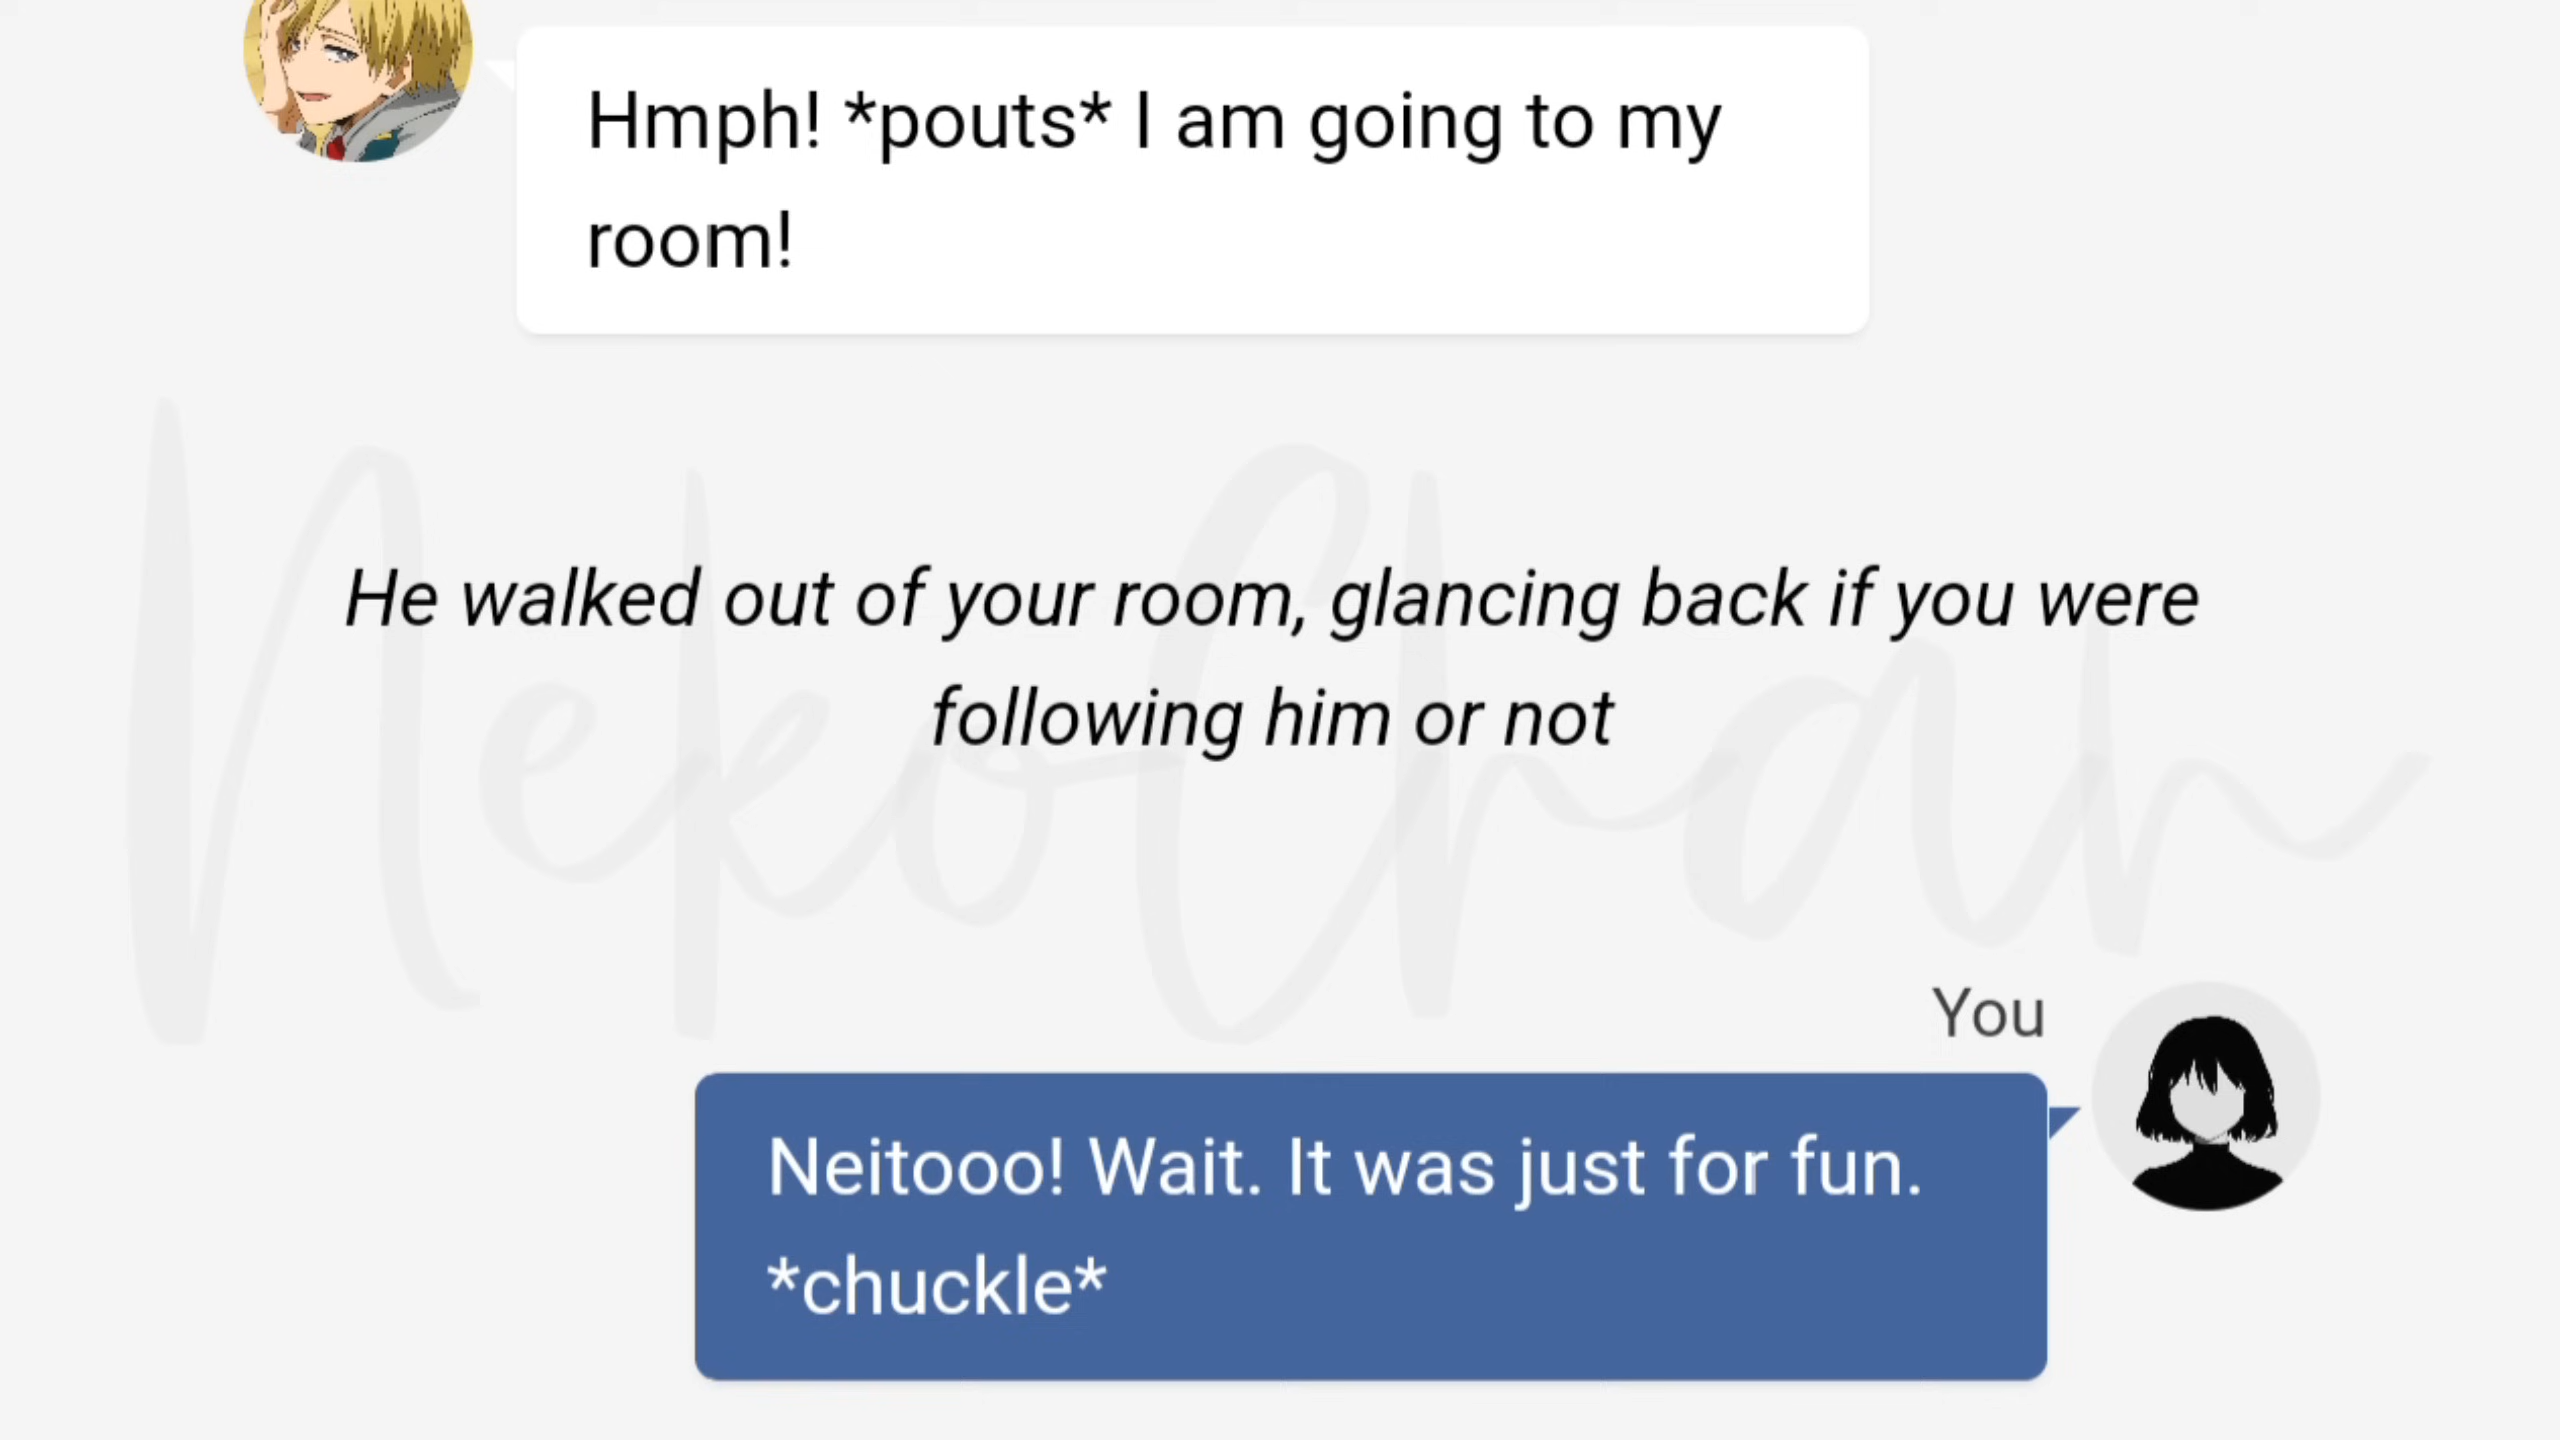 Hmph! *pouts* I am going to my
room!
He walked out of your room, glancing back if you were
following him or not
NekoChan
You
Neitooo! Wait. It was just for fun.
*chuckle*